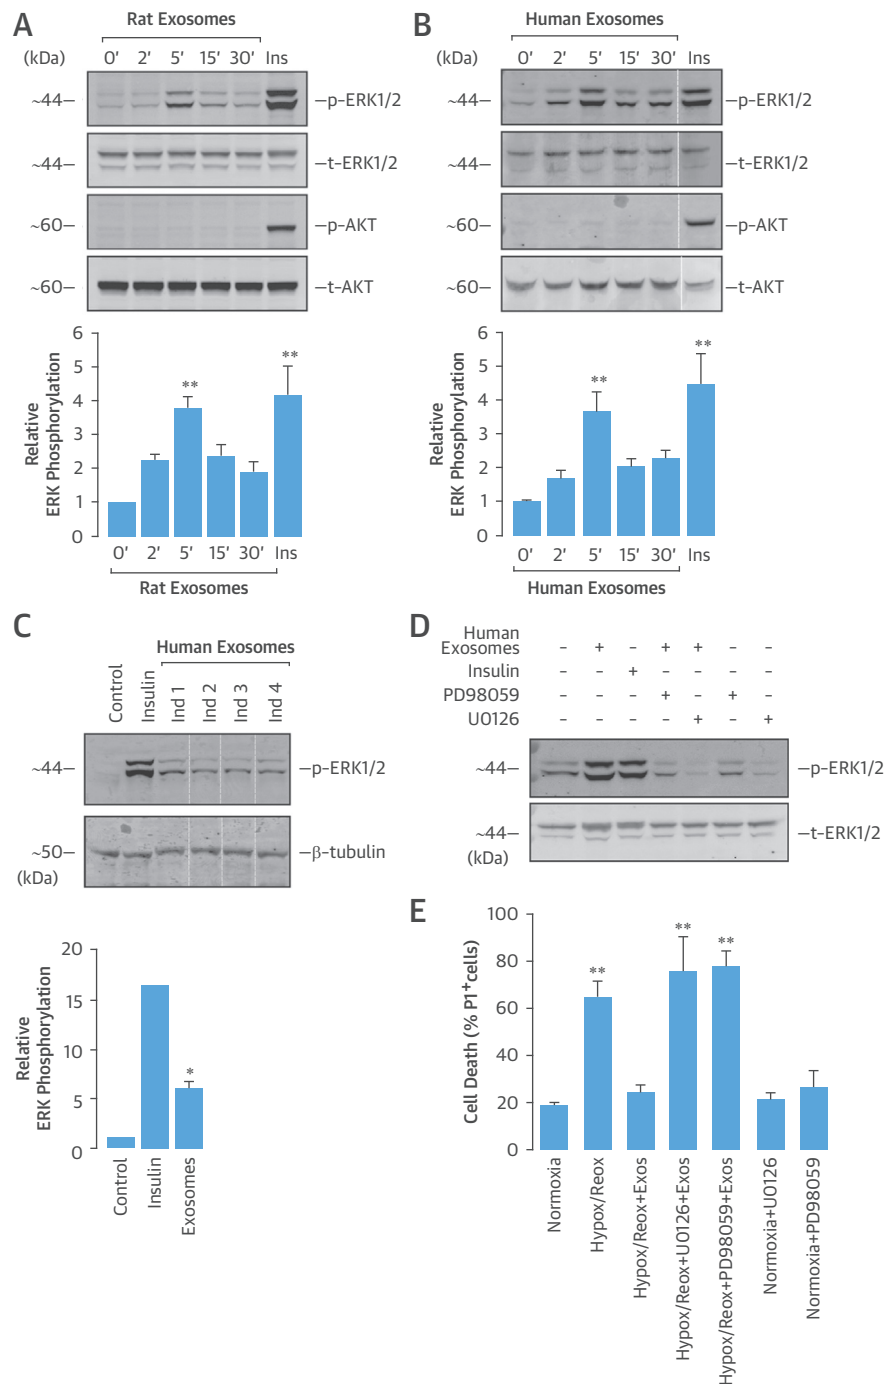 A
Rat Exosomes
(kDa) 0' 2' 5' 15' 30' Ins
~44– –p-ERK1/2
~44– –t-ERK1/2
~60– –p-AKT
~60– –t-AKT
6
5
4
3
2
1
0
Relative
ERK Phosphorylation
** **
0' 2' 5' 15' 30' Ins
Rat Exosomes
B
Human Exosomes
(kDa) 0' 2' 5' 15' 30' Ins
~44– –p-ERK1/2
~44– –t-ERK1/2
~60– –p-AKT
~60– –t-AKT
6
5
4
3
2
1
0
Relative
ERK Phosphorylation
** **
0' 2' 5' 15' 30' Ins
Human Exosomes
C
Human Exosomes
Control Insulin Ind 1 Ind 2 Ind 3 Ind 4
~44– –p-ERK1/2
~50– –β-tubulin
(kDa)
20
15
10
5
0
Relative
ERK Phosphorylation
*
Control
Insulin
Exosomes
D
Human
Exosomes – + – + + – –
Insulin – – + – – – –
PD98059 – – – + – + –
U0126 – – – – + – +
~44– –p-ERK1/2
~44– –t-ERK1/2
(kDa)
E
100
80
60
40
20
0
Cell Death (% P1+cells)
** ** **
Normoxia
Hypox/Reox
Hypox/Reox+Exos
Hypox/Reox+U0126+Exos
Hypox/Reox+PD98059+Exos
Normoxia+U0126
Normoxia+PD98059